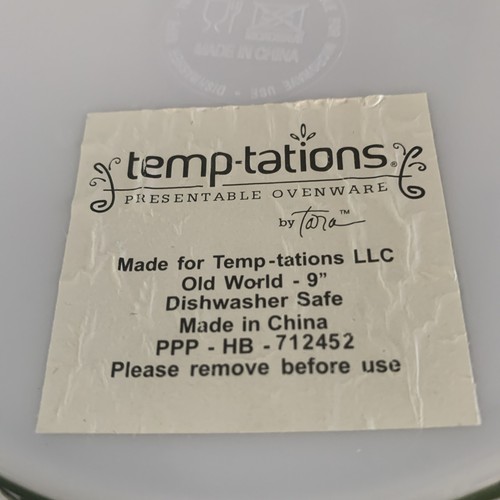 MADE IN CHINA
temp-tations®
PRESENTABLE OVENWARE
by Tara™
Made for Temp-tations LLC
Old World - 9"
Dishwasher Safe
Made in China
PPP - HB - 712452
Please remove before use